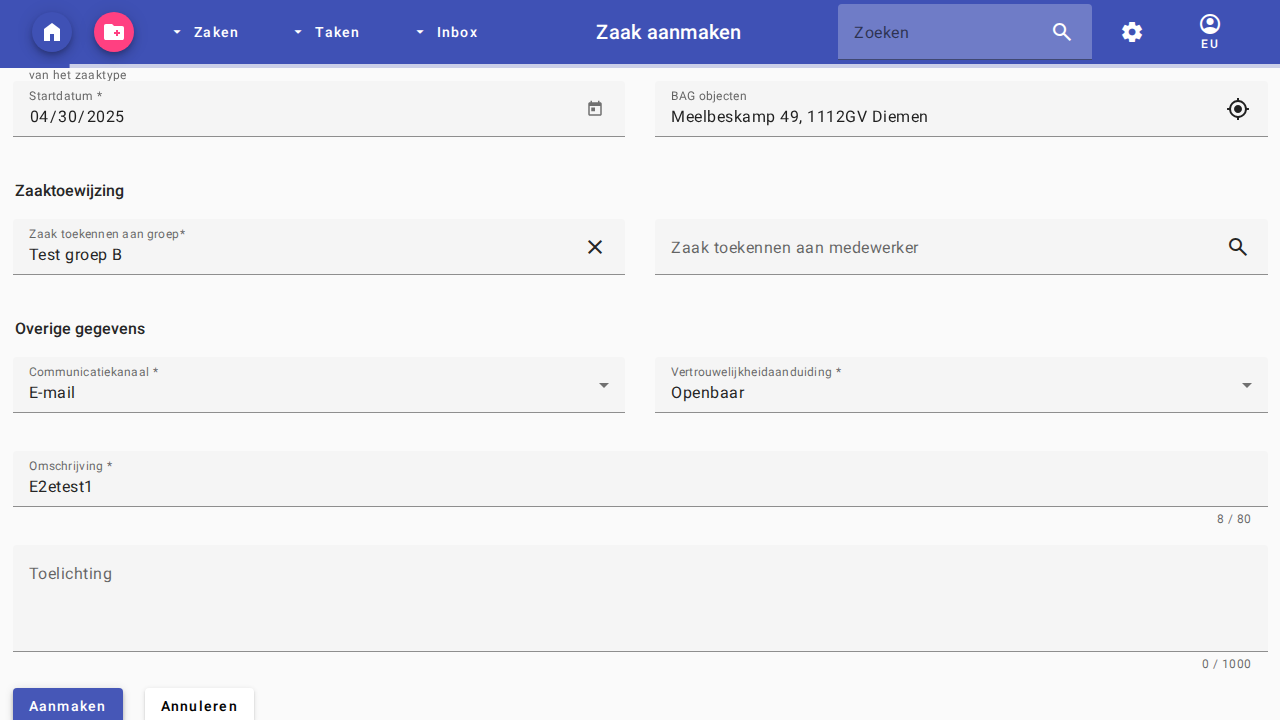 Zaken
Taken
Inbox
Zaak aanmaken
Zoeken
EU
van het zaaktype
Startdatum *
04/30/2025
BAG objecten
Meelbeskamp 49, 1112GV Diemen
Zaaktoewijzing
Zaak toekennen aan groep*
Test groep B
Zaak toekennen aan medewerker
Overige gegevens
Communicatiekanaal *
E-mail
Vertrouwelijkheidaanduiding *
Openbaar
Omschrijving *
E2etest1
8 / 80
Toelichting
0 / 1000
Aanmaken
Annuleren